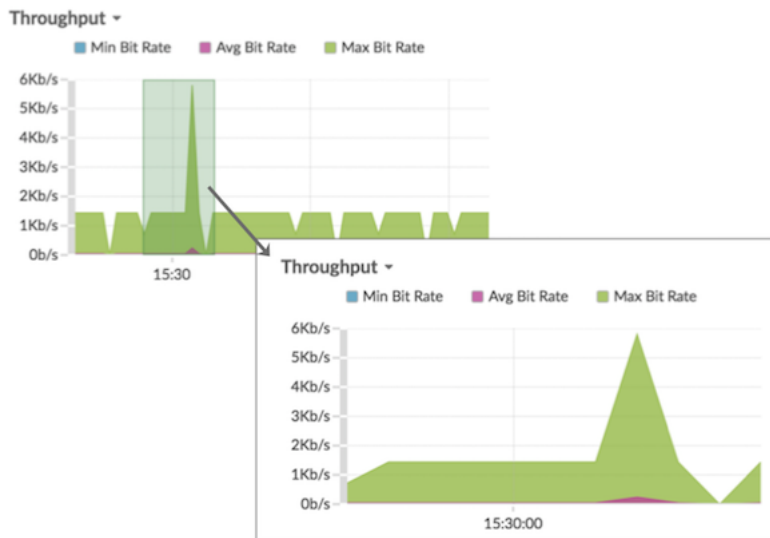 Throughput
Min Bit Rate Avg Bit Rate Max Bit Rate
6Kb/s
5Kb/s
4Kb/s
3Kb/s
2Kb/s
1Kb/s
0b/s
15:30
Throughput
Min Bit Rate Avg Bit Rate Max Bit Rate
6Kb/s
5Kb/s
4Kb/s
3Kb/s
2Kb/s
1Kb/s
0b/s
15:30:00